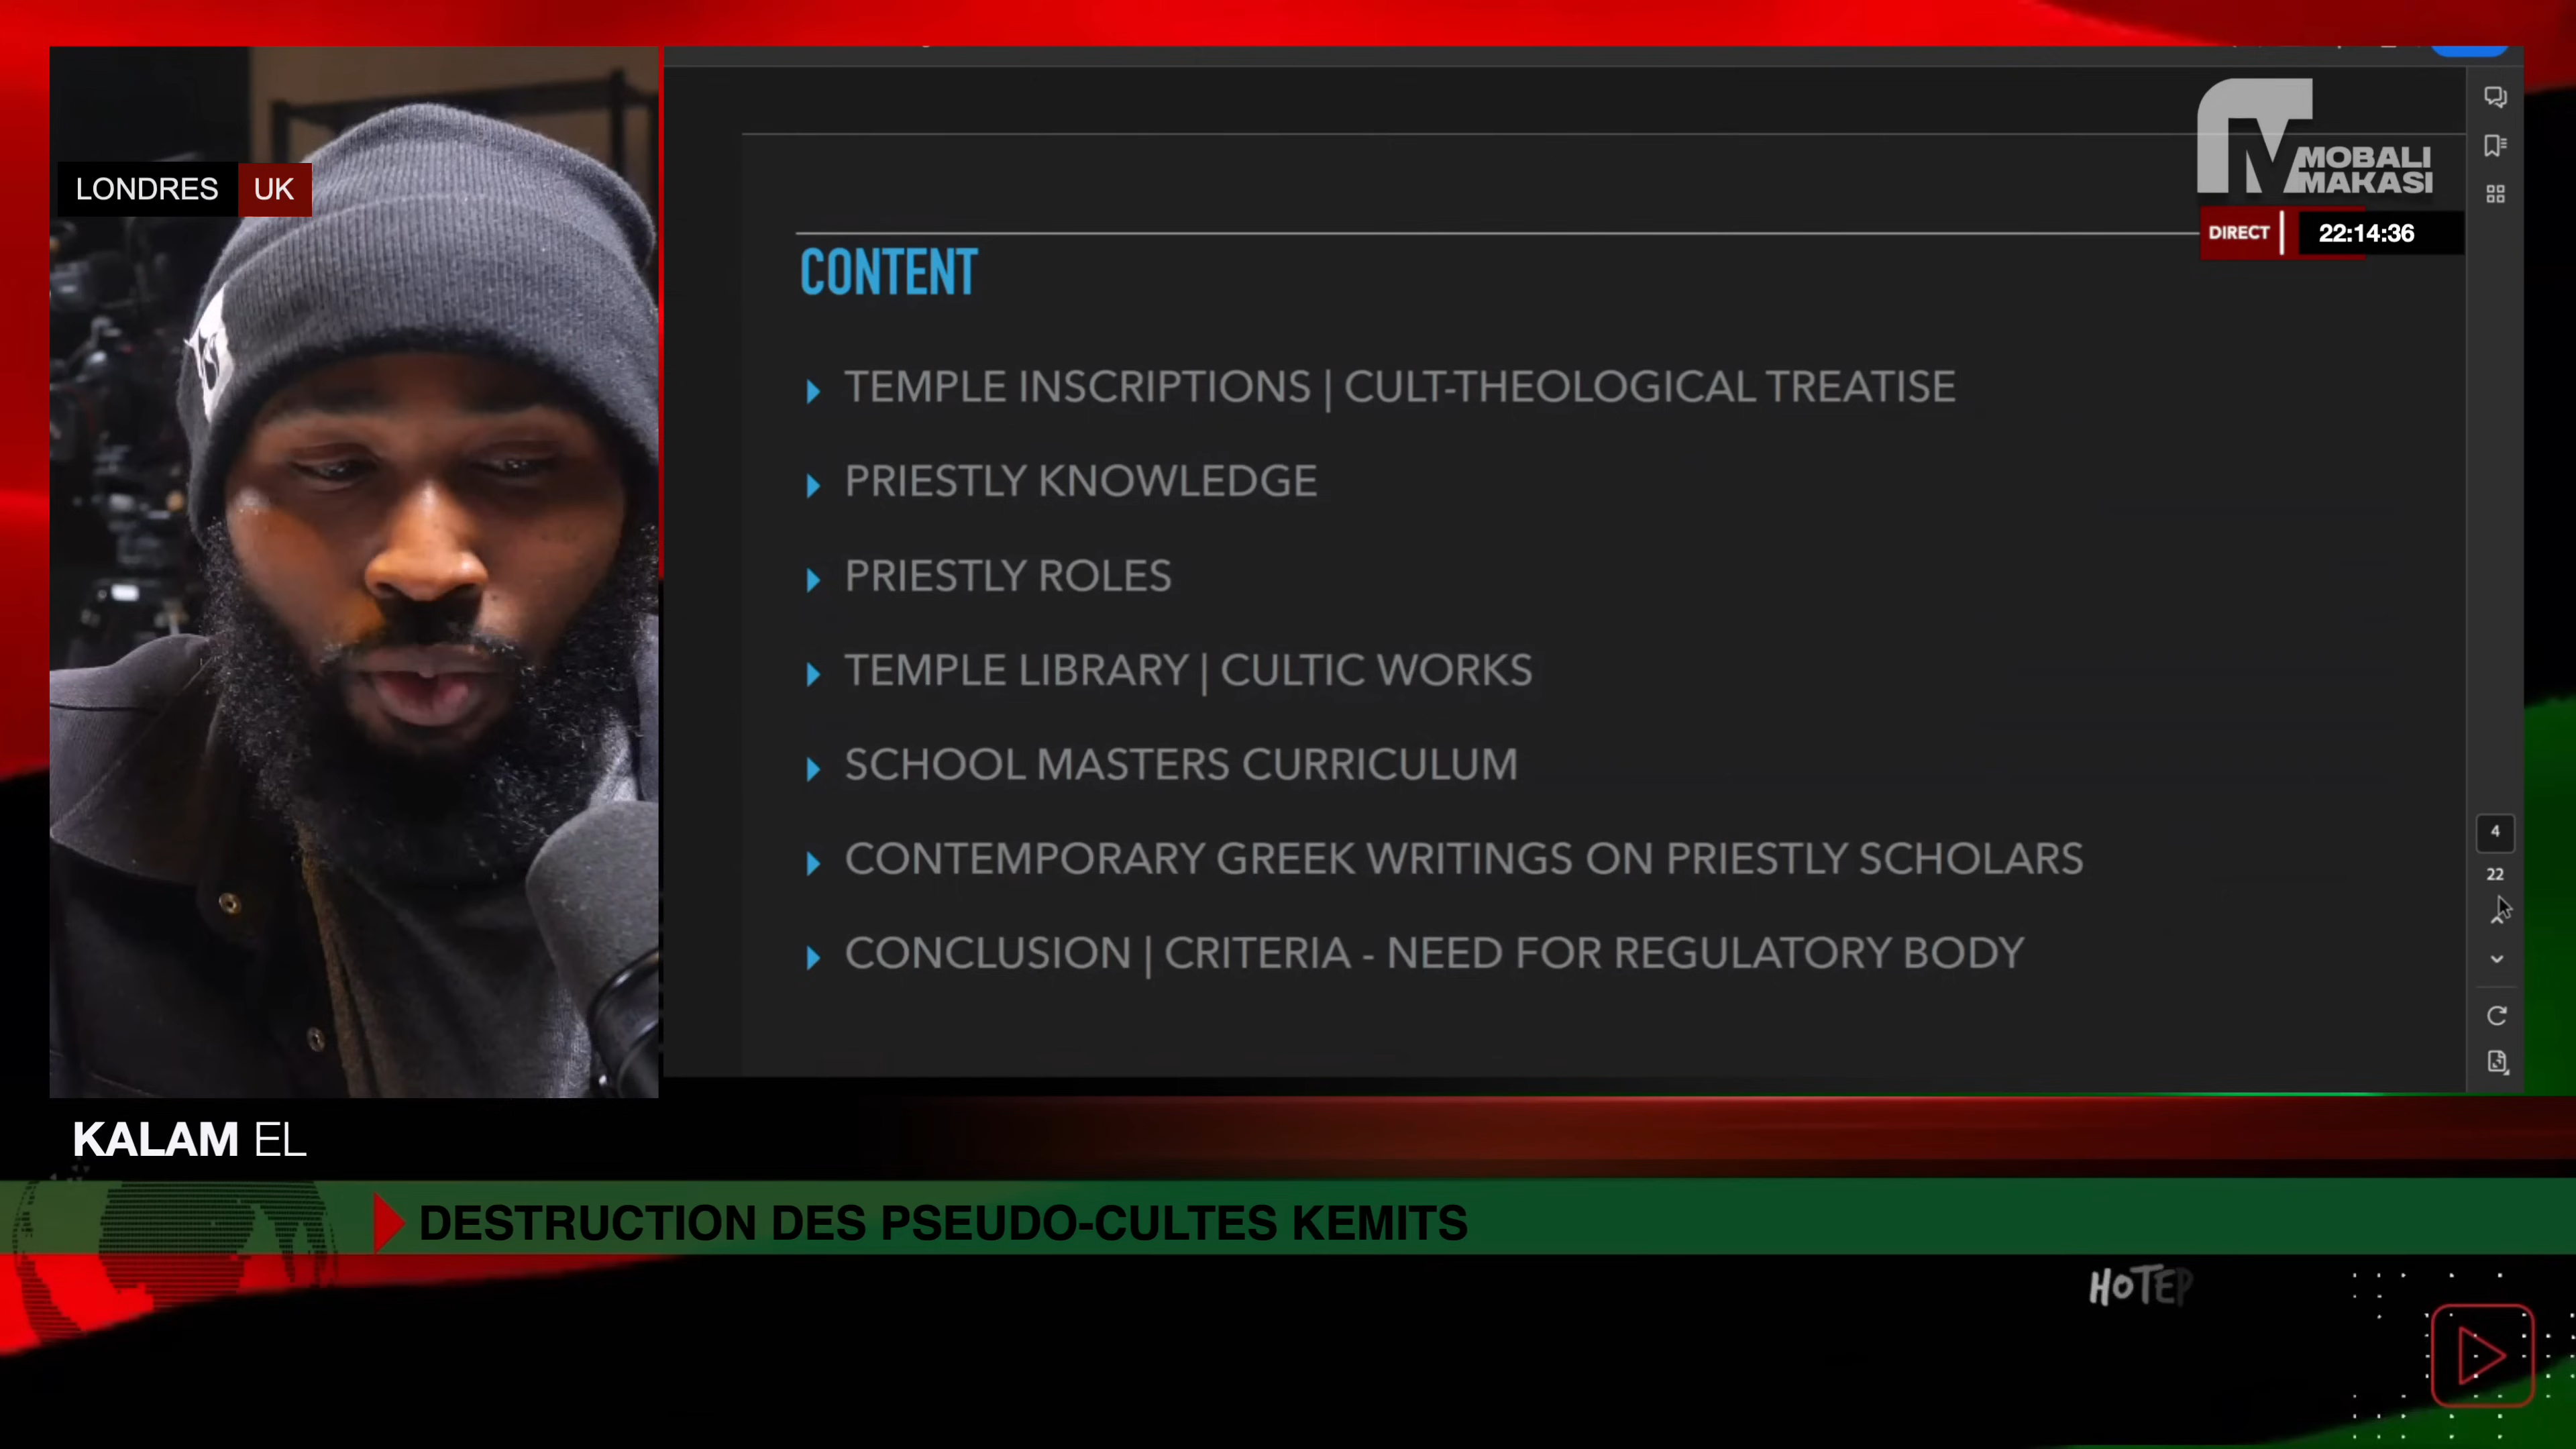 LONDRES UK
MOBALI
MAKASI
DIRECT 22:14:36
CONTENT
TEMPLE INSCRIPTIONS | CULT-THEOLOGICAL TREATISE
PRIESTLY KNOWLEDGE
PRIESTLY ROLES
TEMPLE LIBRARY | CULTIC WORKS
SCHOOL MASTERS CURRICULUM
CONTEMPORARY GREEK WRITINGS ON PRIESTLY SCHOLARS
CONCLUSION | CRITERIA - NEED FOR REGULATORY BODY
4
22
KALAM EL
DESTRUCTION DES PSEUDO-CULTES KEMITS
HOTEP